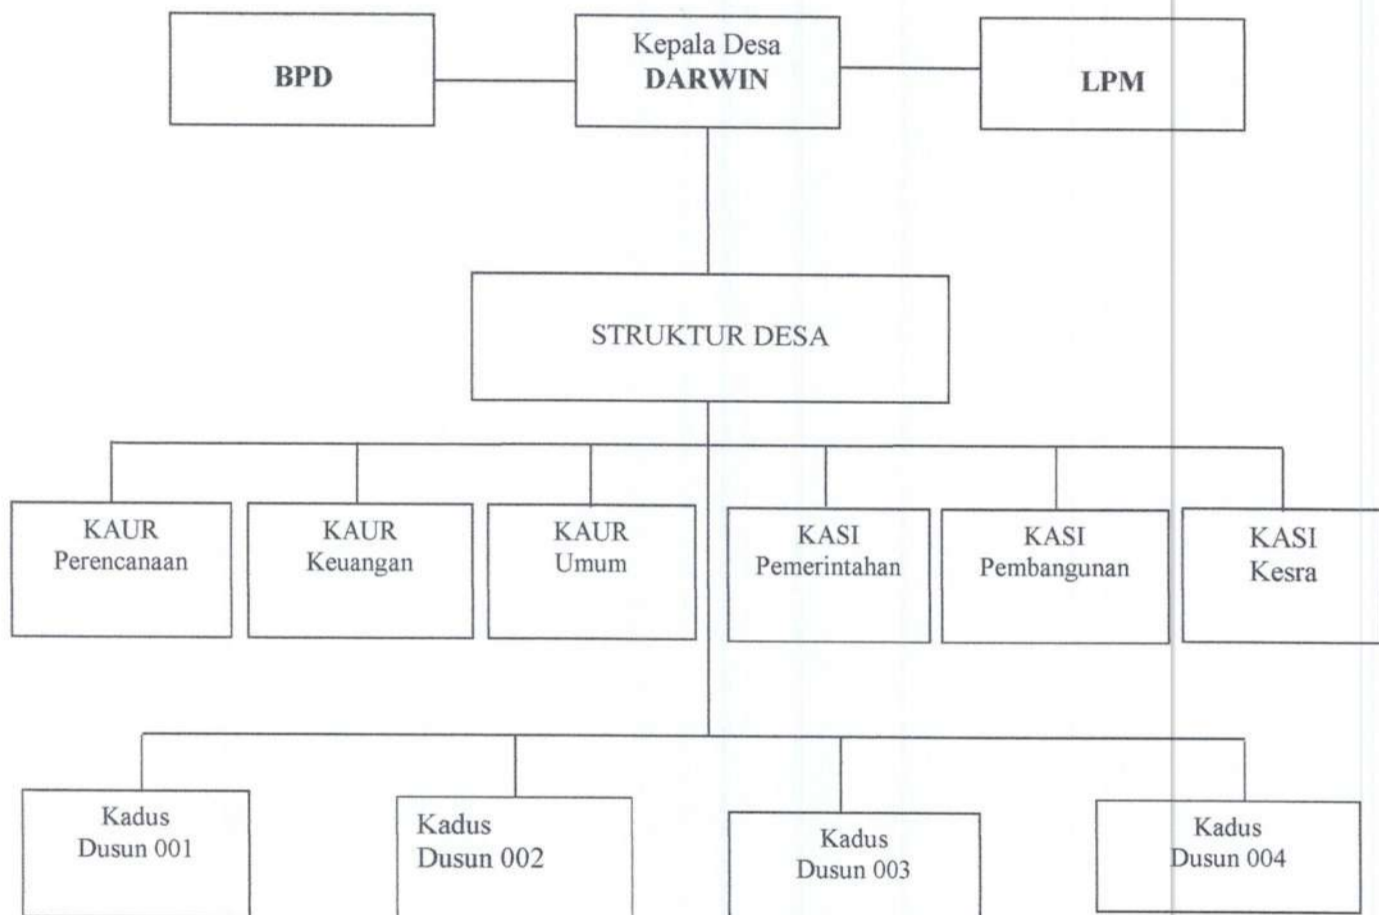 BPD
Kepala Desa
DARWIN
LPM
STRUKTUR DESA
KAUR
Perencanaan
KAUR
Keuangan
KAUR
Umum
KASI
Pemerintahan
KASI
Pembangunan
KASI
Kesra
Kadus
Dusun 001
Kadus
Dusun 002
Kadus
Dusun 003
Kadus
Dusun 004